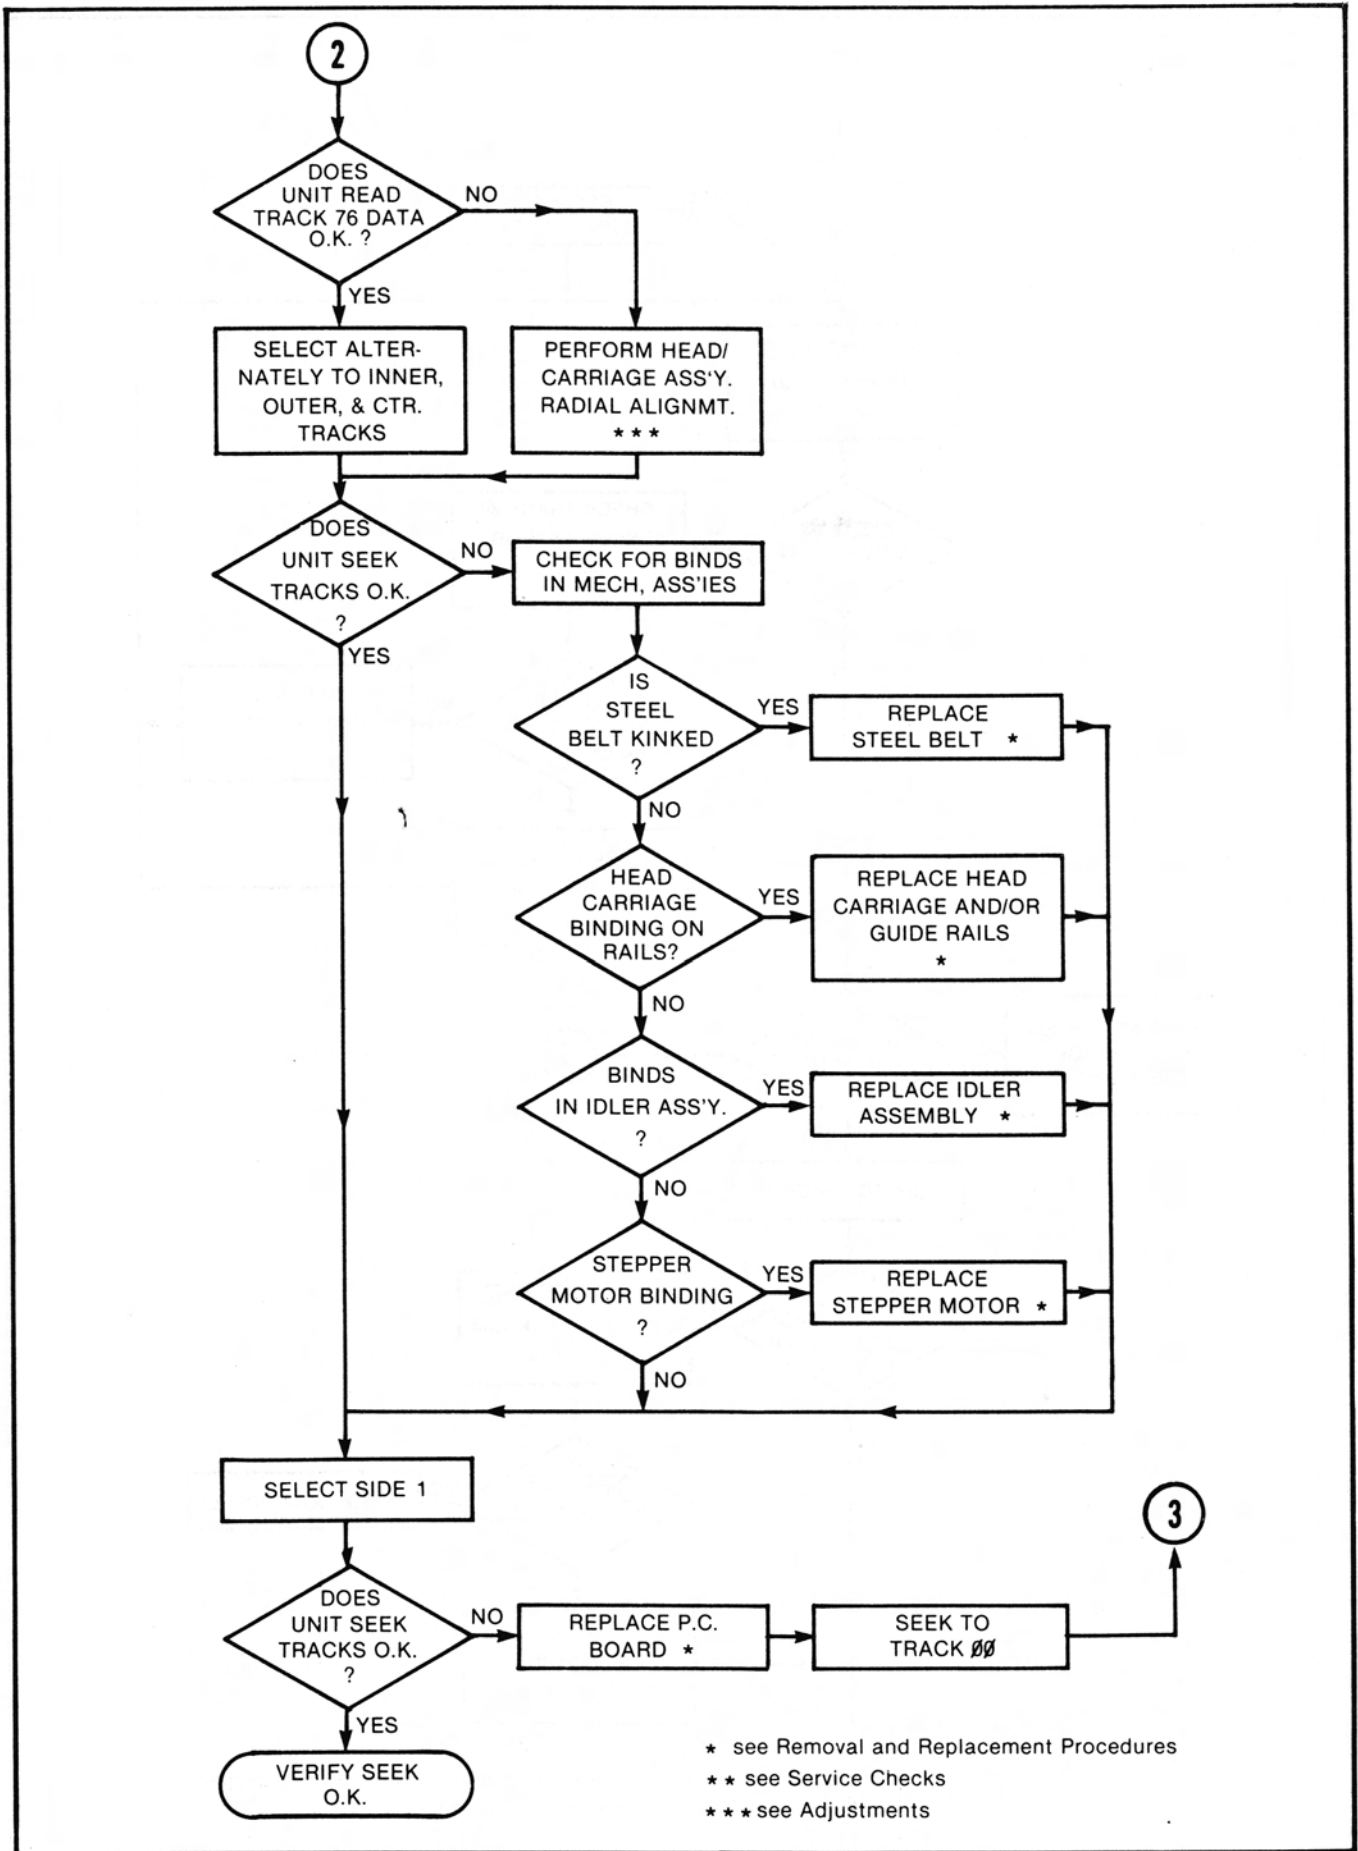 2
DOES
UNIT READ
TRACK 76 DATA
O.K. ?
NO
YES
SELECT ALTER-
NATELY TO INNER,
OUTER, & CTR.
TRACKS
PERFORM HEAD/
CARRIAGE ASS'Y.
RADIAL ALIGNMT.
***
DOES
UNIT SEEK
TRACKS O.K.
?
NO
YES
CHECK FOR BINDS
IN MECH, ASS'IES
IS
STEEL
BELT KINKED
?
YES
NO
REPLACE
STEEL BELT *
HEAD
CARRIAGE
BINDING ON
RAILS?
YES
NO
REPLACE HEAD
CARRIAGE AND/OR
GUIDE RAILS
*
BINDS
IN IDLER ASS'Y.
?
YES
NO
REPLACE IDLER
ASSEMBLY *
STEPPER
MOTOR BINDING
?
YES
NO
REPLACE
STEPPER MOTOR *
SELECT SIDE 1
DOES
UNIT SEEK
TRACKS O.K.
?
NO
YES
REPLACE P.C.
BOARD *
SEEK TO
TRACK ØØ
3
VERIFY SEEK
O.K.
* see Removal and Replacement Procedures
** see Service Checks
*** see Adjustments